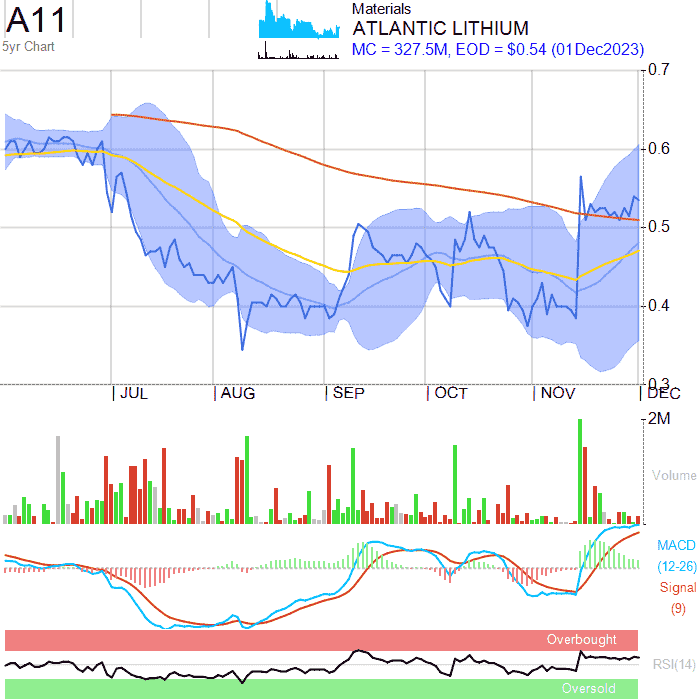 A11
5yr Chart
Materials
ATLANTIC LITHIUM
MC = 327.5M, EOD = $0.54 (01Dec2023)
0.7
0.6
0.5
0.4
0.3
JUL AUG SEP OCT NOV DEC
2M
Volume
MACD
(12-26)
Signal
(9)
Overbought
RSI(14)
Oversold